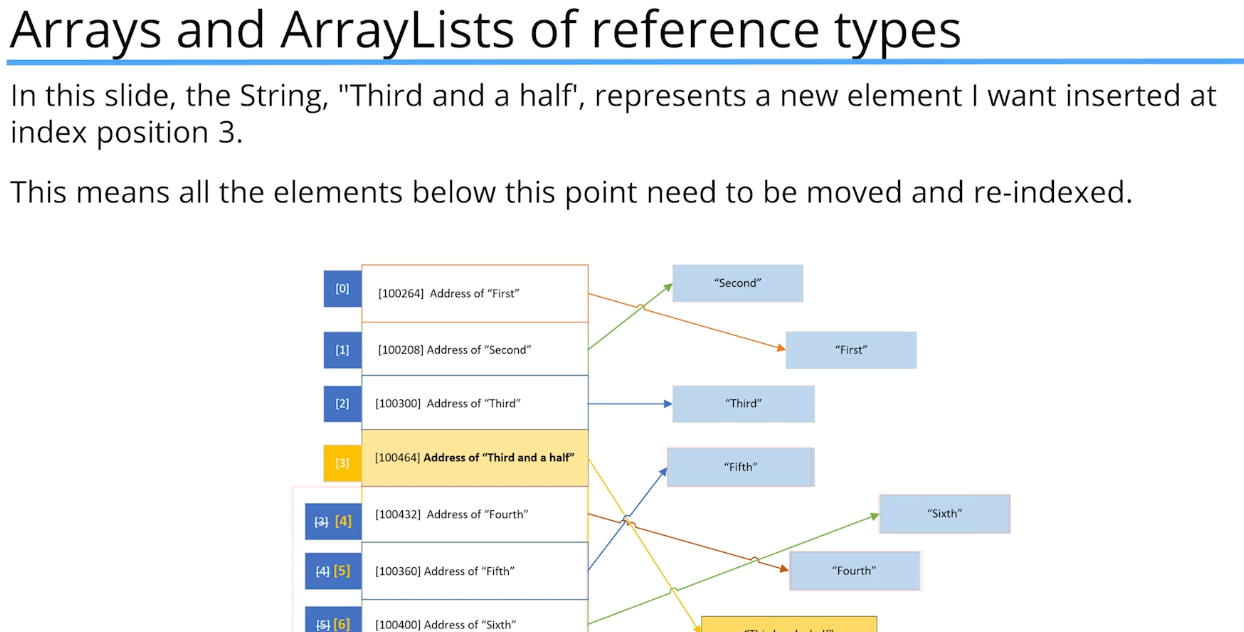 Arrays and ArrayLists of reference types
In this slide, the String, "Third and a half', represents a new element I want inserted at
index position 3.
This means all the elements below this point need to be moved and re-indexed.
[0] [100264] Address of “First” “Second”
[1] [100208] Address of “Second” “First”
[2] [100300] Address of “Third” “Third”
[3] [100464] Address of “Third and a half” “Fifth”
[3] [4] [100432] Address of “Fourth” “Sixth”
[4] [5] [100360] Address of “Fifth” “Fourth”
[5] [6] [100400] Address of “Sixth”